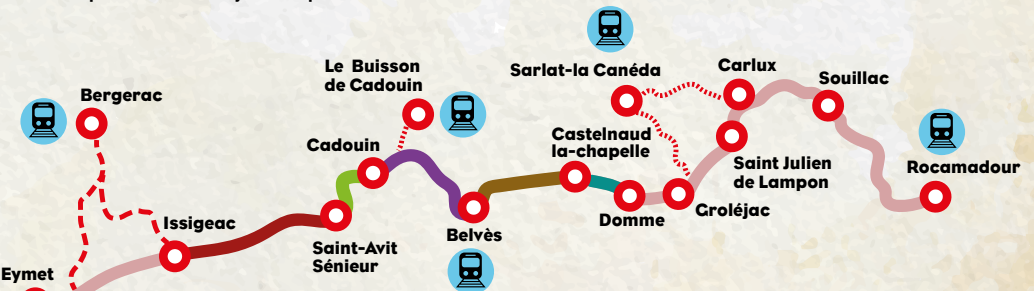 Bergerac
Le Buisson
de Cadouin
Sarlat-la Canéda
Carlux
Souillac
Cadouin
Castelnaud
la-chapelle
Rocamadour
Saint Julien
de Lampon
Issigeac
Domme
Groléjac
Belvès
Saint-Avit
Sénieur
Eymet